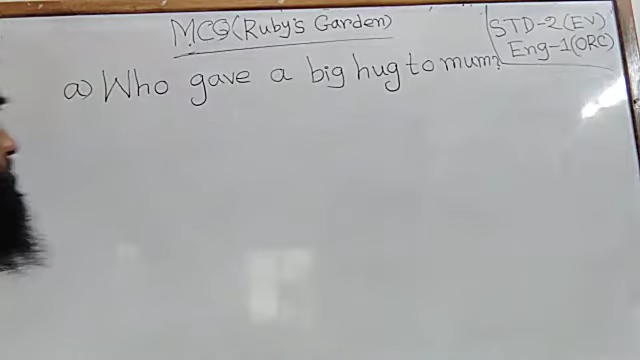 MCQ (Ruby's Garden)
STD-2(EV)
Eng-1(ORC)
a) Who gave a big hug to mum?